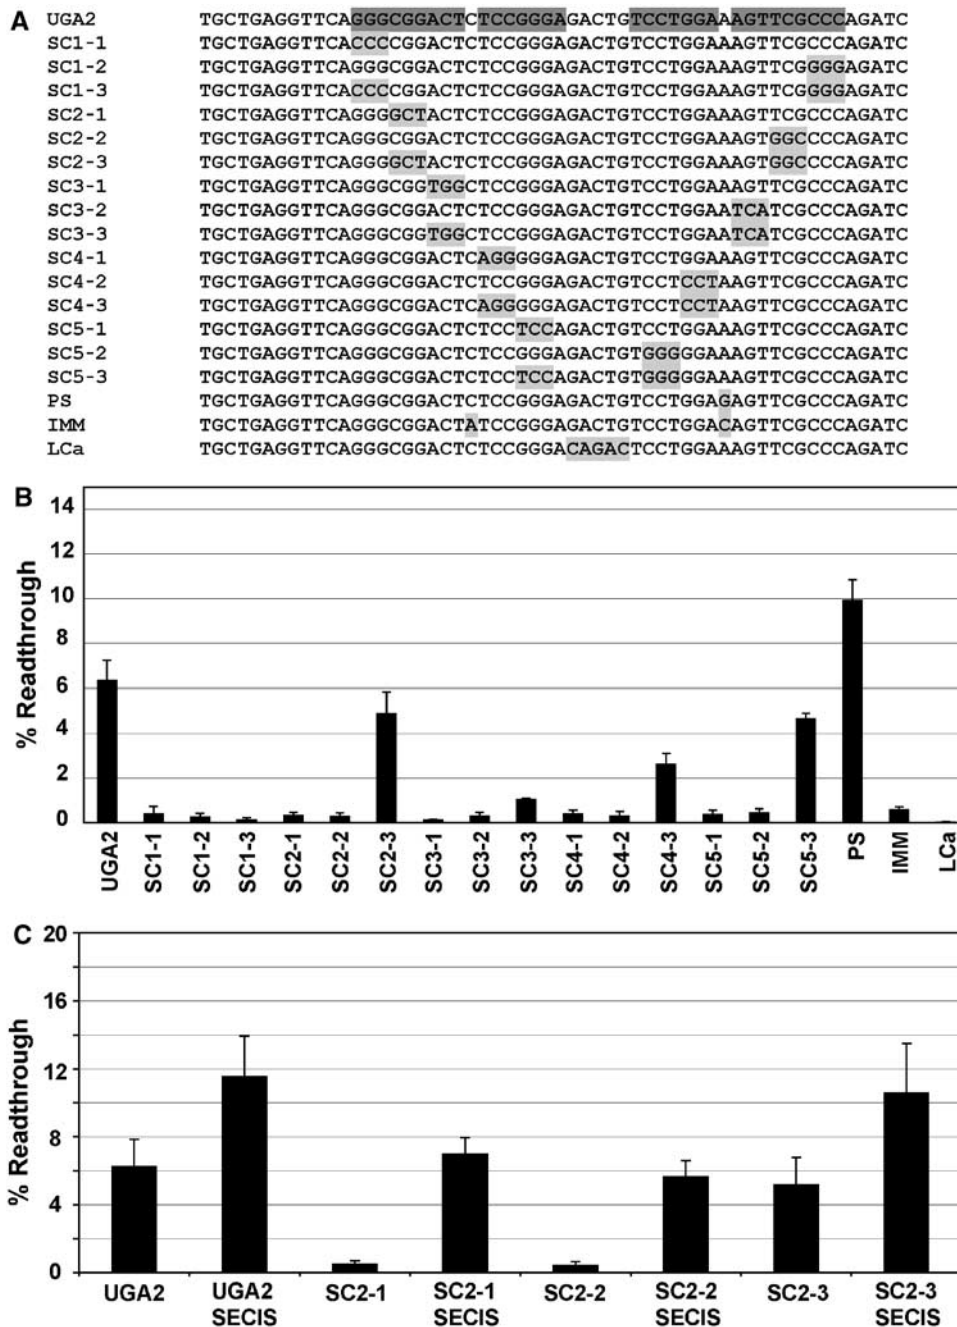 A
UGA2 TGCTGAGGTTCAGGGCGGACTCTCCGGGAGACTGTCCTGGAAAGTTCGCCCAGATC
SC1-1 TGCTGAGGTTCACCCCGGACTCTCCGGGAGACTGTCCTGGAAAGTTCGCCCAGATC
SC1-2 TGCTGAGGTTCAGGGCGGACTCTCCGGGAGACTGTCCTGGAAAGTTCGGGGAGATC
SC1-3 TGCTGAGGTTCACCCCGGACTCTCCGGGAGACTGTCCTGGAAAGTTCGGGGAGATC
SC2-1 TGCTGAGGTTCAGGGGCTACTCTCCGGGAGACTGTCCTGGAAAGTTCGCCCAGATC
SC2-2 TGCTGAGGTTCAGGGCGGACTCTCCGGGAGACTGTCCTGGAAAGTGGCCCCAGATC
SC2-3 TGCTGAGGTTCAGGGGCTACTCTCCGGGAGACTGTCCTGGAAAGTGGCCCCAGATC
SC3-1 TGCTGAGGTTCAGGGCGGTGGCTCCGGGAGACTGTCCTGGAAAGTTCGCCCAGATC
SC3-2 TGCTGAGGTTCAGGGCGGACTCTCCGGGAGACTGTCCTGGAATCATCGCCCAGATC
SC3-3 TGCTGAGGTTCAGGGCGGTGGCTCCGGGAGACTGTCCTGGAATCATCGCCCAGATC
SC4-1 TGCTGAGGTTCAGGGCGGACTCAGGGGGAGACTGTCCTGGAAAGTTCGCCCAGATC
SC4-2 TGCTGAGGTTCAGGGCGGACTCTCCGGGAGACTGTCCTCCTAAGTTCGCCCAGATC
SC4-3 TGCTGAGGTTCAGGGCGGACTCAGGGGGAGACTGTCCTCCTAAGTTCGCCCAGATC
SC5-1 TGCTGAGGTTCAGGGCGGACTCTCCTCCAGACTGTCCTGGAAAGTTCGCCCAGATC
SC5-2 TGCTGAGGTTCAGGGCGGACTCTCCGGGAGACTGTGGGGGAAAGTTCGCCCAGATC
SC5-3 TGCTGAGGTTCAGGGCGGACTCTCCTCCAGACTGTGGGGGAAAGTTCGCCCAGATC
PS TGCTGAGGTTCAGGGCGGACTCTCCGGGAGACTGTCCTGGAGAGTTCGCCCAGATC
IMM TGCTGAGGTTCAGGGCGGACTATCCGGGAGACTGTCCTGGACAGTTCGCCCAGATC
LCa TGCTGAGGTTCAGGGCGGACTCTCCGGGACAGACTCCTGGAAAGTTCGCCCAGATC
B
% Readthrough
14
12
10
8
6
4
2
0
UGA2 SC1-1 SC1-2 SC1-3 SC2-1 SC2-2 SC2-3 SC3-1 SC3-2 SC3-3 SC4-1 SC4-2 SC4-3 SC5-1 SC5-2 SC5-3 PS IMM LCa
C
% Readthrough
20
16
12
8
4
0
UGA2 UGA2 SC2-1 SC2-1 SC2-2 SC2-2 SC2-3 SC2-3
SECIS SECIS SECIS SECIS